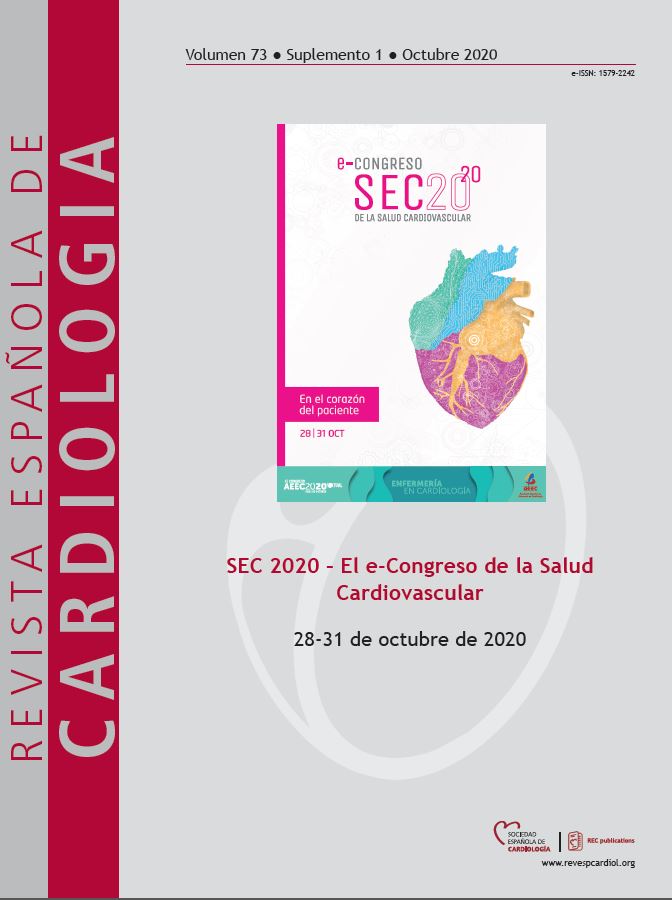 REVISTA ESPAÑOLA DE
CARDIOLOGIA
Volumen 73 ● Suplemento 1 ● Octubre 2020
e-ISSN: 1579-2242
e-CONGRESO
SEC2020
DE LA SALUD CARDIOVASCULAR
En el corazón
del paciente
28|31 OCT
AEEC2020
ENFERMERÍA
EN CARDIOLOGÍA
AEEC
SEC 2020 – El e-Congreso de la Salud
Cardiovascular
28-31 de octubre de 2020
SOCIEDAD
ESPAÑOLA DE
CARDIOLOGÍA
REC publications
www.revespcardiol.org